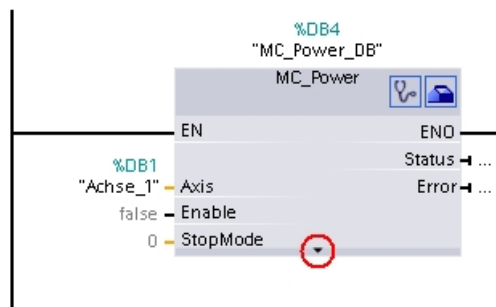 %DB4
"MC_Power_DB"
MC_Power
EN
ENO
Status
...
%DB1
"Achse_1"
Axis
Error
...
false
Enable
0
StopMode